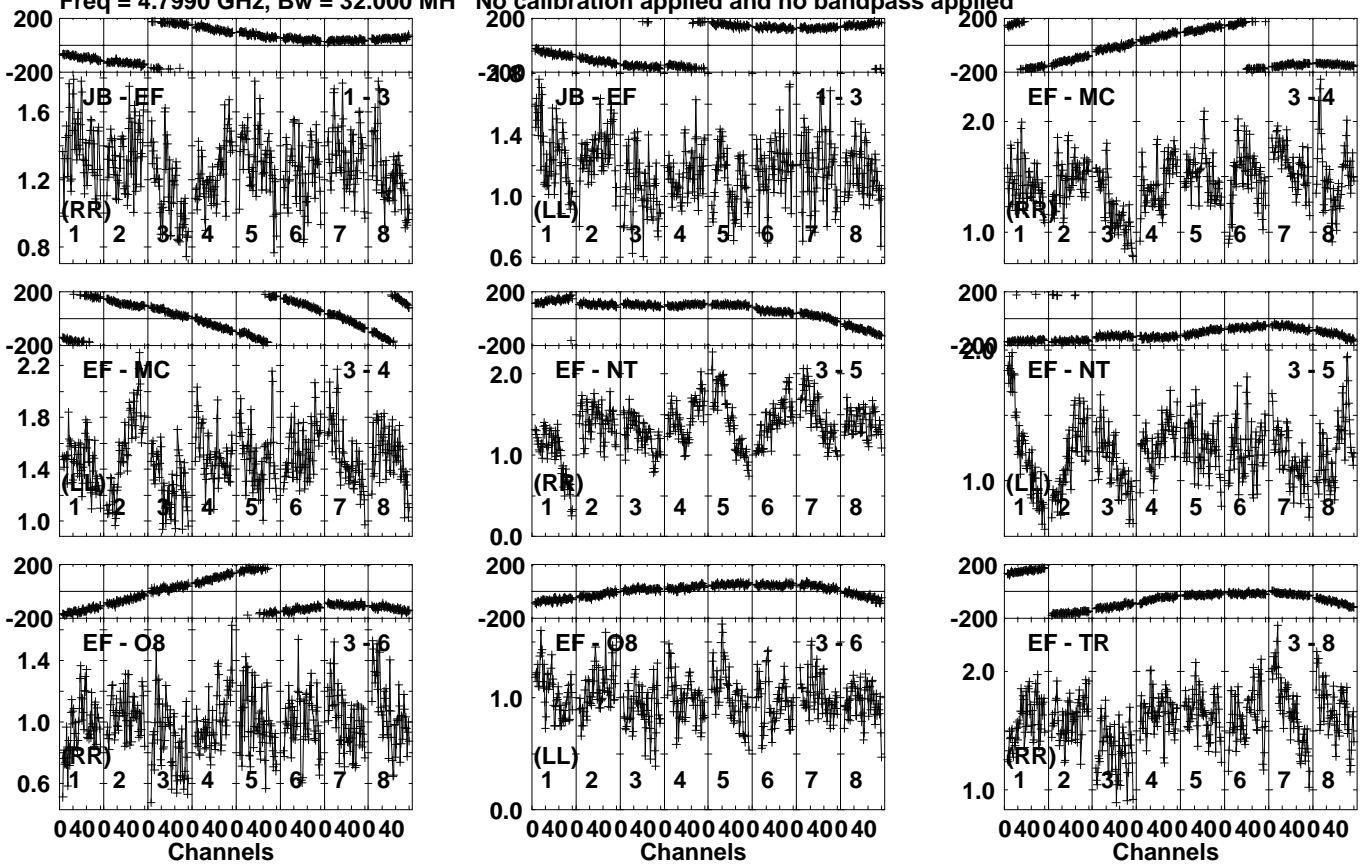 Freq = 4.7990 GHz, Bw = 32.000 MH No calibration applied and no bandpass applied
200
-200
JB - EF 1 - 3
1.6
1.2
0.8
(RR)
1 2 3 4 5 6 7 8
200
-200
1.8
JB - EF 1 - 3
1.4
1.0
0.6
(LL)
1 2 3 4 5 6 7 8
200
-200
EF - MC 3 - 4
2.0
1.0
(RR)
1 2 3 4 5 6 7 8
200
-200
2.2
EF - MC 3 - 4
1.8
1.4
1.0
(LL)
1 2 3 4 5 6 7 8
200
-200
EF - NT 3 - 5
2.0
1.0
0.0
(RR)
1 2 3 4 5 6 7 8
200
-200
2.0
EF - NT 3 - 5
1.0
(LL)
1 2 3 4 5 6 7 8
200
-200
EF - O8 3 - 6
1.4
1.0
0.6
(RR)
1 2 3 4 5 6 7 8
0 40 0 40 0 40 0 40 0 40 0 40 0 40 0 40
Channels
200
-200
EF - O8 3 - 6
1.0
0.0
(LL)
1 2 3 4 5 6 7 8
0 40 0 40 0 40 0 40 0 40 0 40 0 40 0 40
Channels
200
-200
EF - TR 3 - 8
2.0
1.0
(RR)
1 2 3 4 5 6 7 8
0 40 0 40 0 40 0 40 0 40 0 40 0 40 0 40
Channels